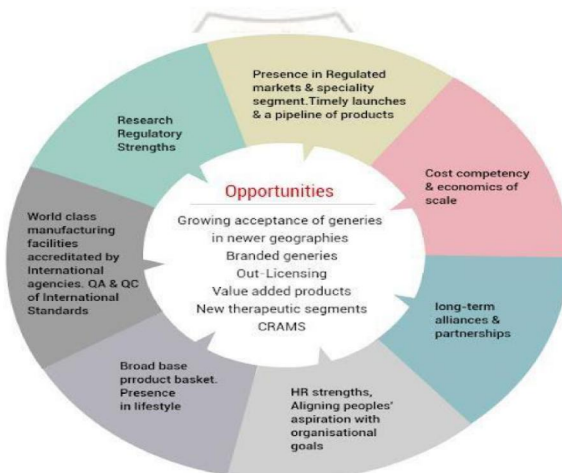 Presence in Regulated
markets & speciality
segment.Timely launches
& a pipeline of products
Research
Regulatory
Strengths
Cost competency
& economics of
scale
Opportunities
Growing acceptance of generies
in newer geographies
Branded generies
Out-Licensing
Value added products
New therapeutic segments
CRAMS
World class
manufacturing
facilities
accreditated by
International
agencies. QA & QC
of International
Standards
long-term
alliances &
partnerships
Broad base
prroduct basket.
Presence
in lifestyle
HR strengths,
Aligning peoples'
aspiration with
organisational
goals